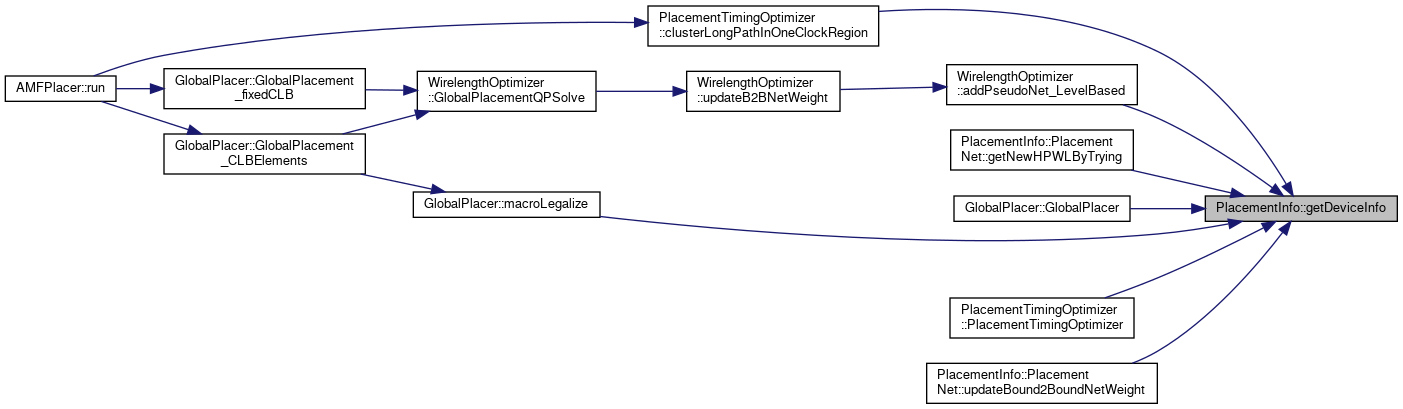 PlacementTimingOptimizer
::clusterLongPathInOneClockRegion
AMFPlacer::run
GlobalPlacer::GlobalPlacement
_fixedCLB
WirelengthOptimizer
::GlobalPlacementQPSolve
WirelengthOptimizer
::updateB2BNetWeight
WirelengthOptimizer
::addPseudoNet_LevelBased
GlobalPlacer::GlobalPlacement
_CLBElements
PlacementInfo::Placement
Net::getNewHPWLByTrying
GlobalPlacer::macroLegalize
GlobalPlacer::GlobalPlacer
PlacementInfo::getDeviceInfo
PlacementTimingOptimizer
::PlacementTimingOptimizer
PlacementInfo::Placement
Net::updateBound2BoundNetWeight